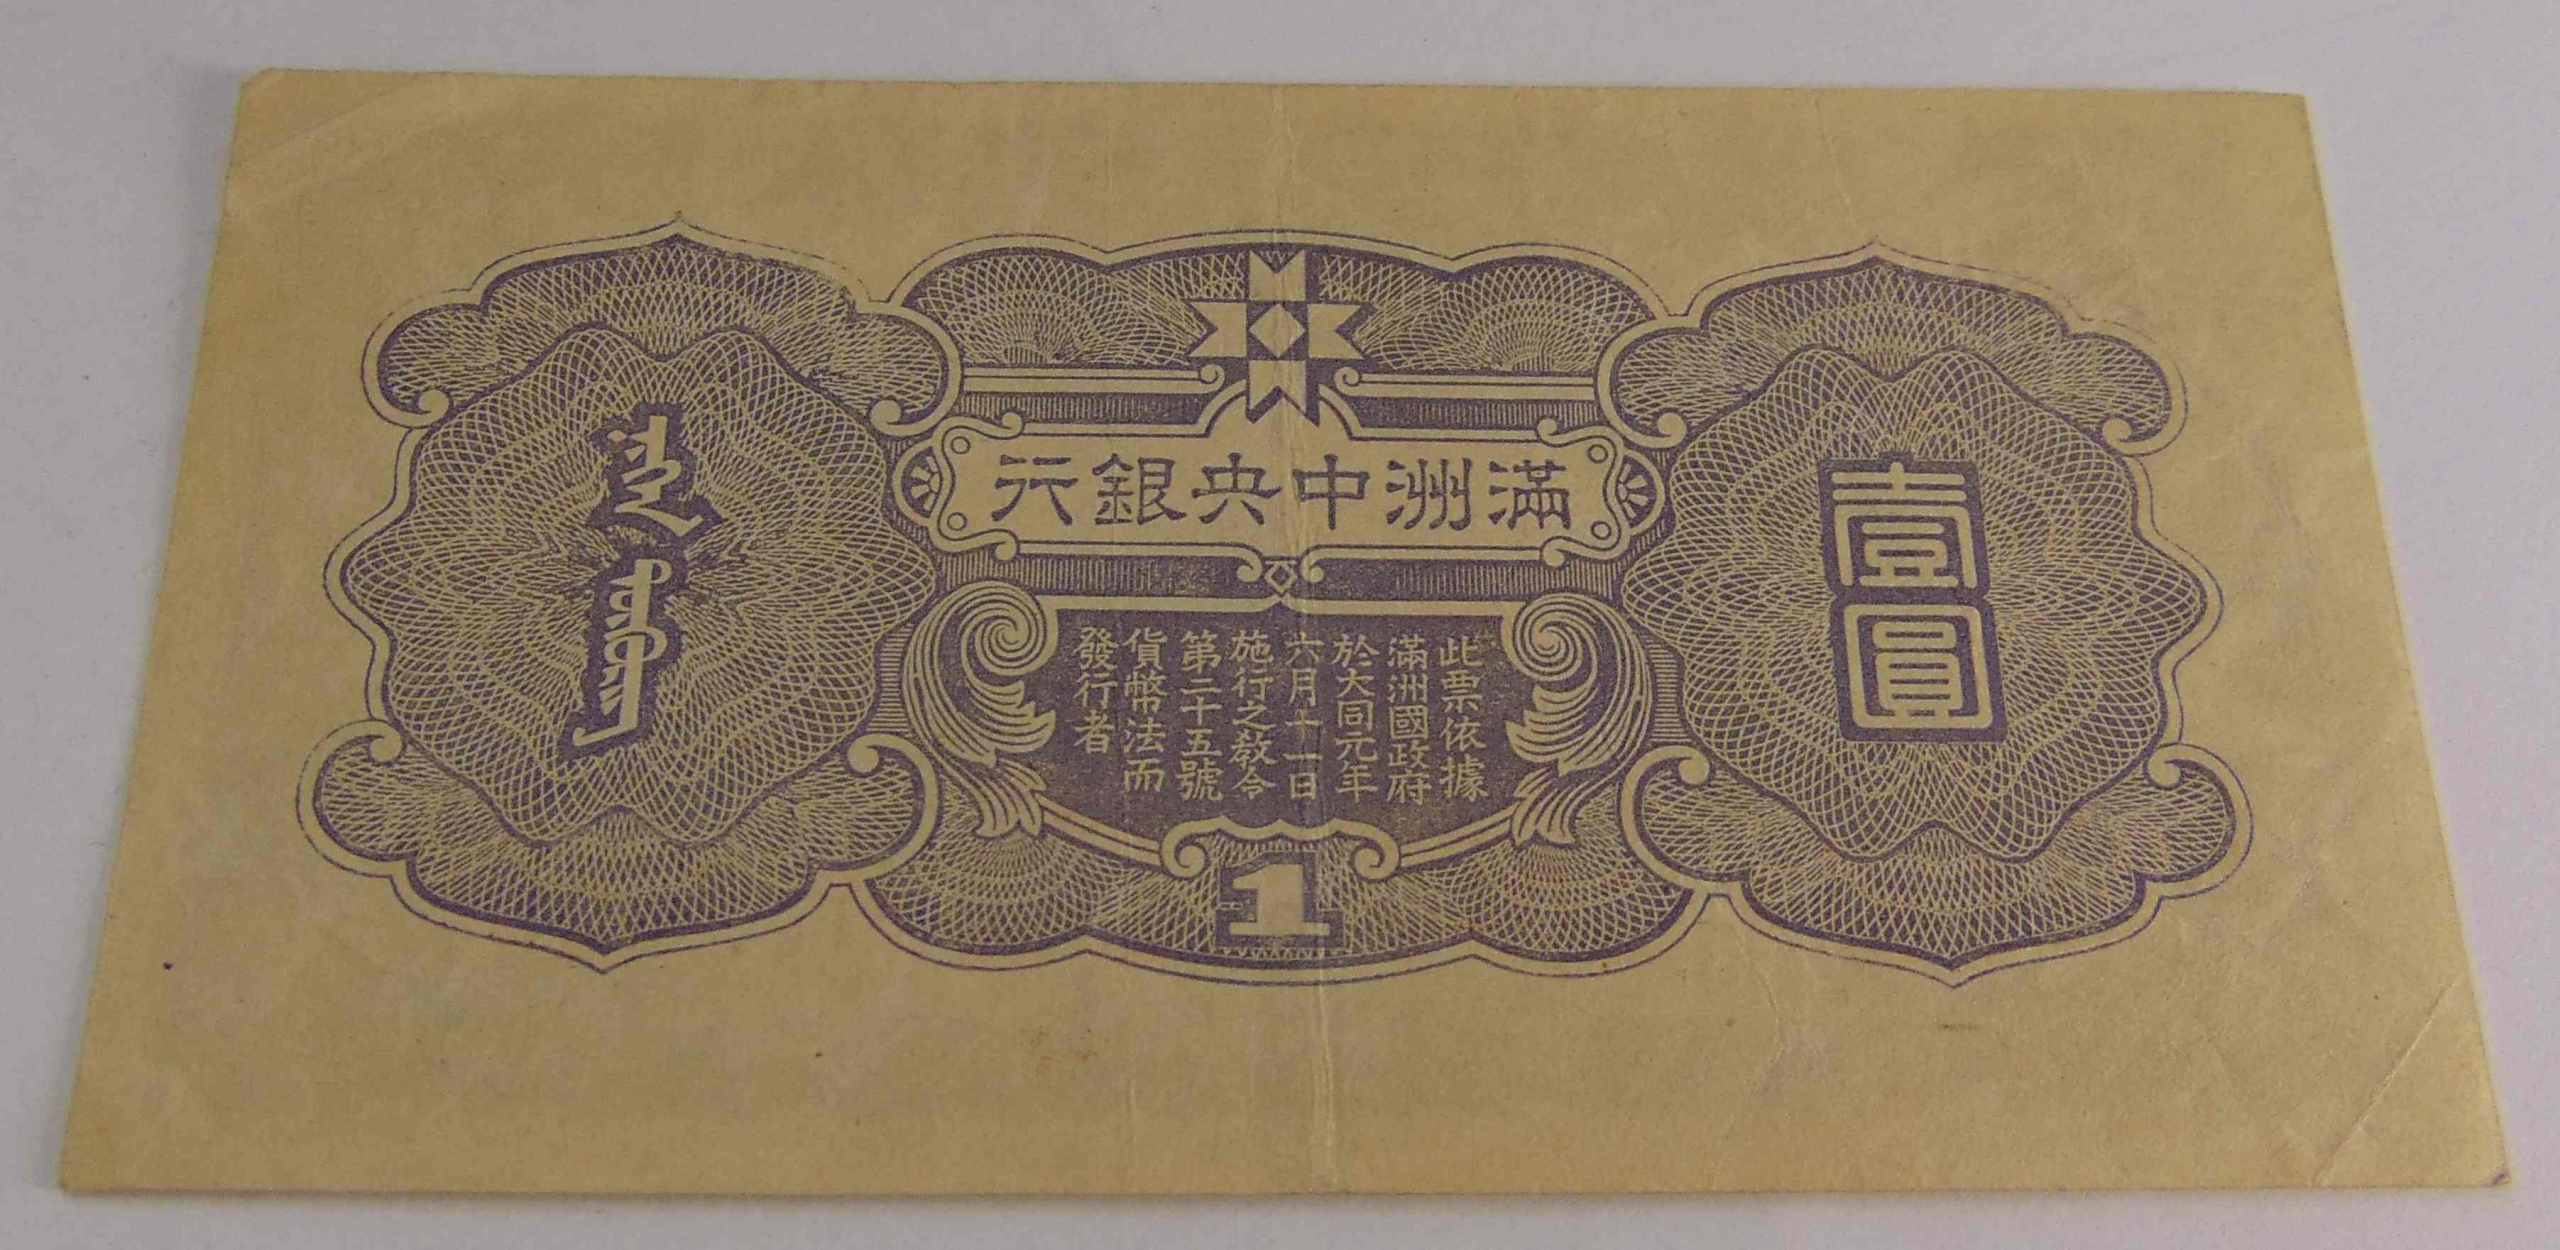 滿洲中央銀行
壹圓
此票依據
滿洲國政府
於大同元年
六月十一日
施行之敎令
第二十五號
貨幣法而
發行者
1